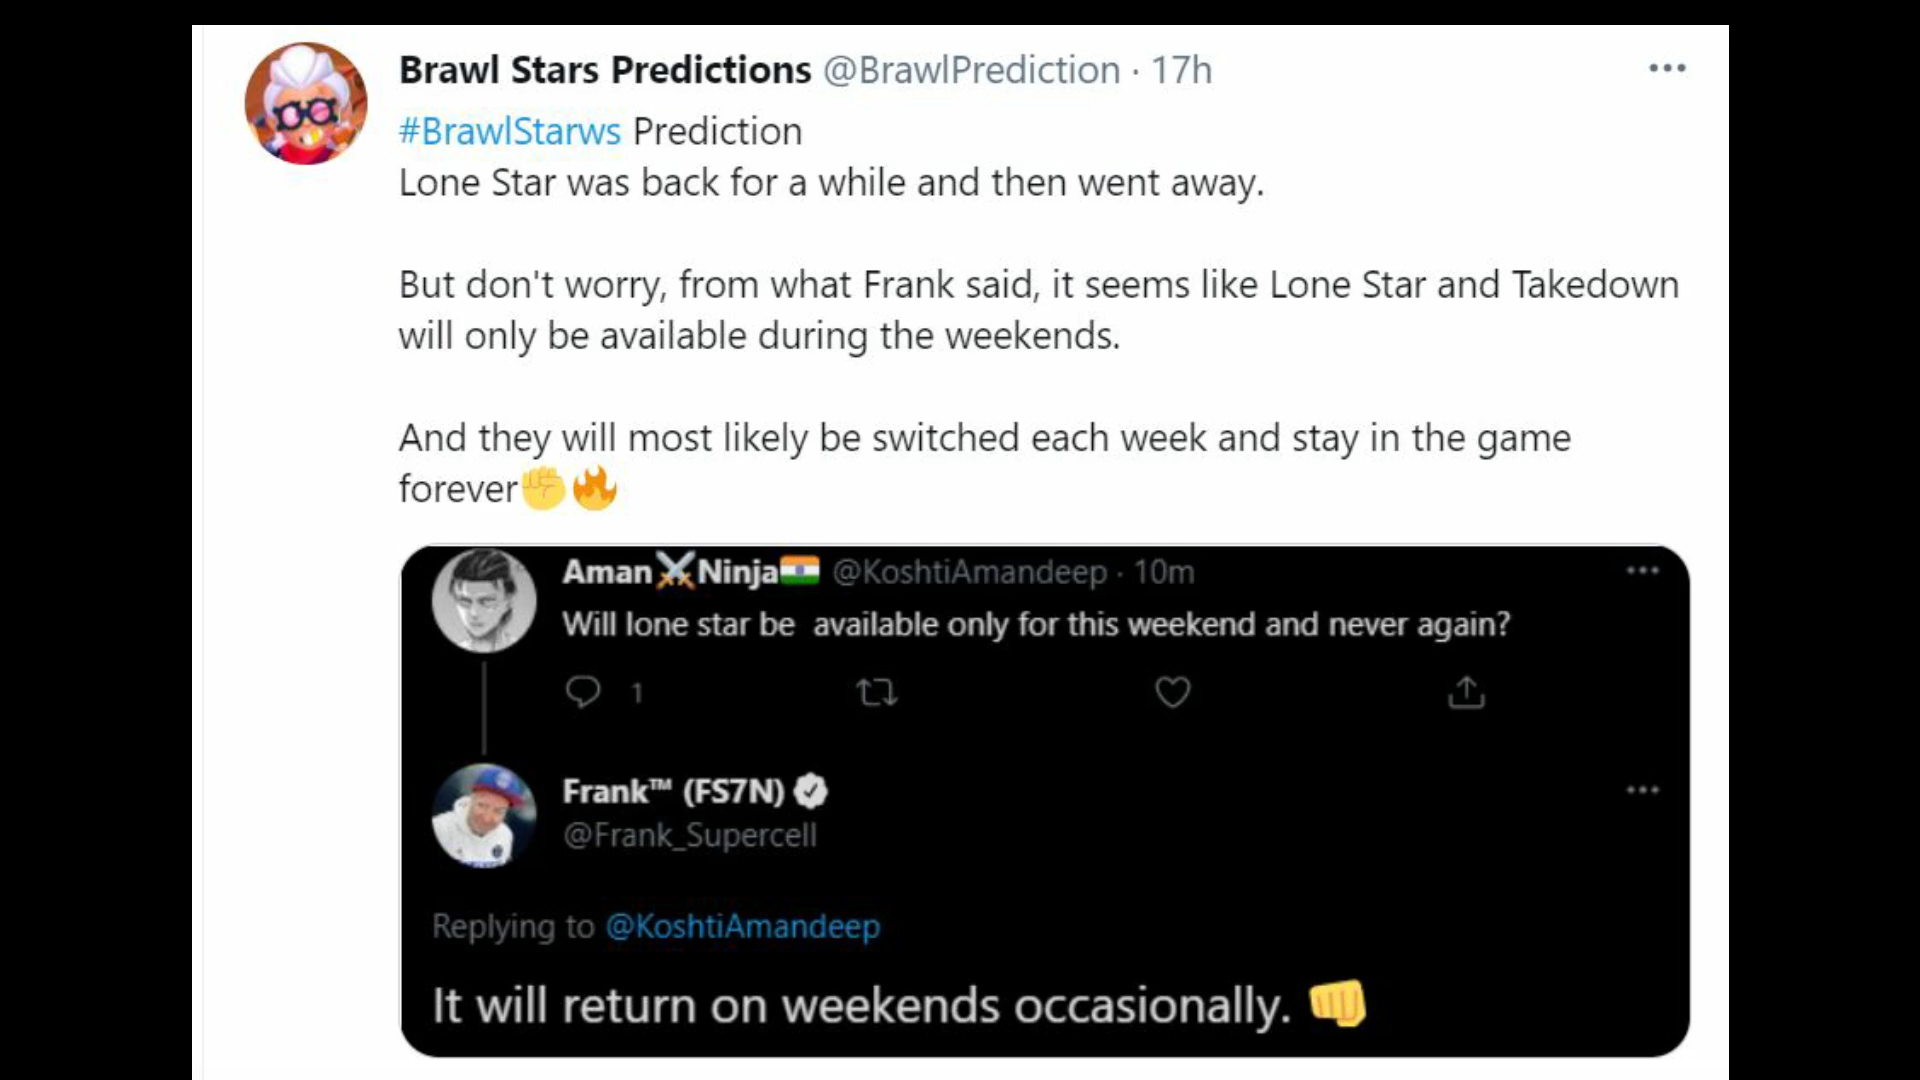 Brawl Stars Predictions @BrawlPrediction · 17h
#BrawlStarws Prediction
Lone Star was back for a while and then went away.
But don't worry, from what Frank said, it seems like Lone Star and Takedown
will only be available during the weekends.
And they will most likely be switched each week and stay in the game
forever✊🔥
Aman⚔️Ninja🇮🇳 @KoshtiAmandeep · 10m
Will lone star be  available only for this weekend and never again?
1
Frank™ (FS7N)
@Frank_Supercell
Replying to @KoshtiAmandeep
It will return on weekends occasionally. 👊